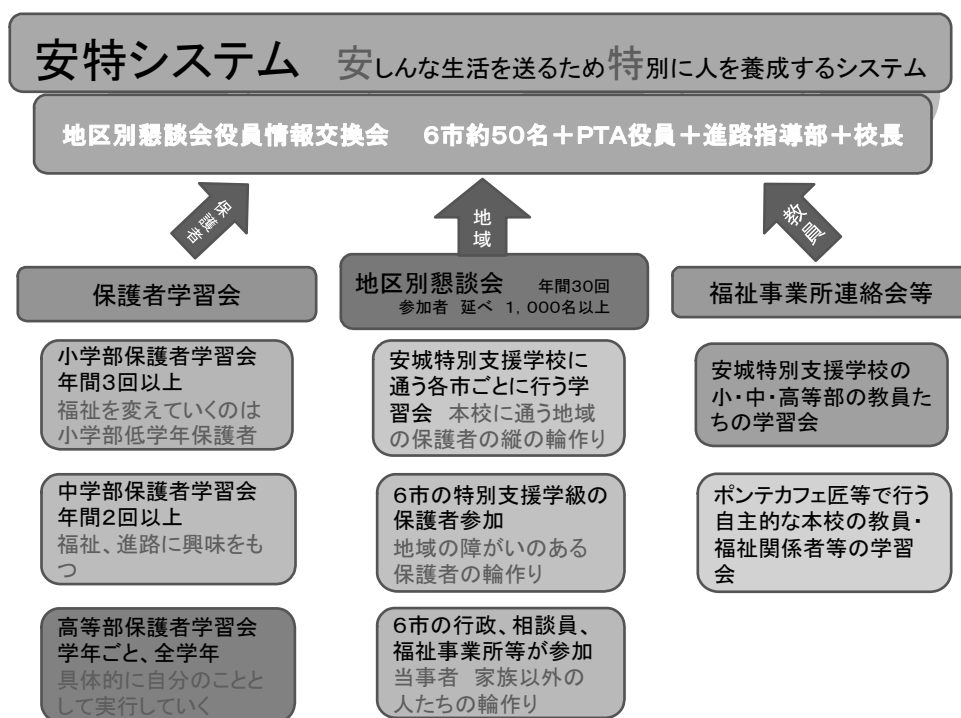 安特システム 安しんな生活を送るため特別に人を養成するシステム
地区別懇談会役員情報交換会 6市約50名+PTA役員+進路指導部+校長
保護者
地域
教員
保護者学習会
地区別懇談会 年間30回
参加者 延べ 1,000名以上
福祉事業所連絡会等
小学部保護者学習会
年間3回以上
福祉を変えていくのは
小学部低学年保護者
中学部保護者学習会
年間2回以上
福祉、進路に興味をも
つ
高等部保護者学習会
学年ごと、全学年
具体的に自分のことと
して実行していく
安城特別支援学校に
通う各市ごとに行う学
習会 本校に通う地域
の保護者の縦の輪作り
6市の特別支援学級の
保護者参加
地域の障がいのある
保護者の輪作り
6市の行政、相談員、
福祉事業所等が参加
当事者 家族以外の
人たちの輪作り
安城特別支援学校の
小・中・高等部の教員た
ちの学習会
ポンテカフェ匠等で行う
自主的な本校の教員・
福祉関係者等の学習
会